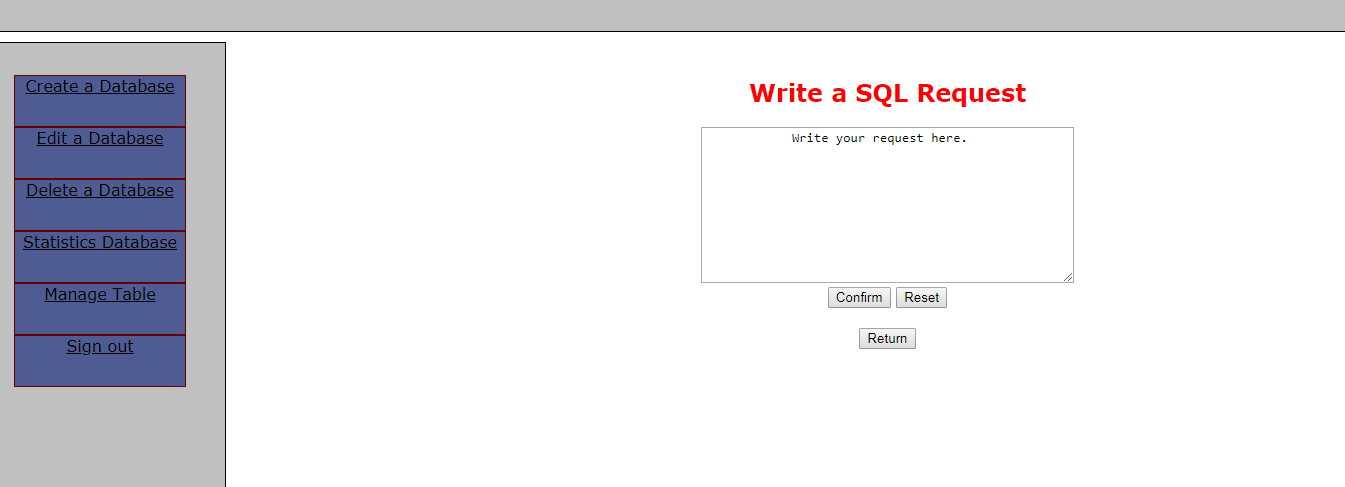 Create a Database
Edit a Database
Delete a Database
Statistics Database
Manage Table
Sign out
Write a SQL Request
Write your request here.
Confirm Reset
Return